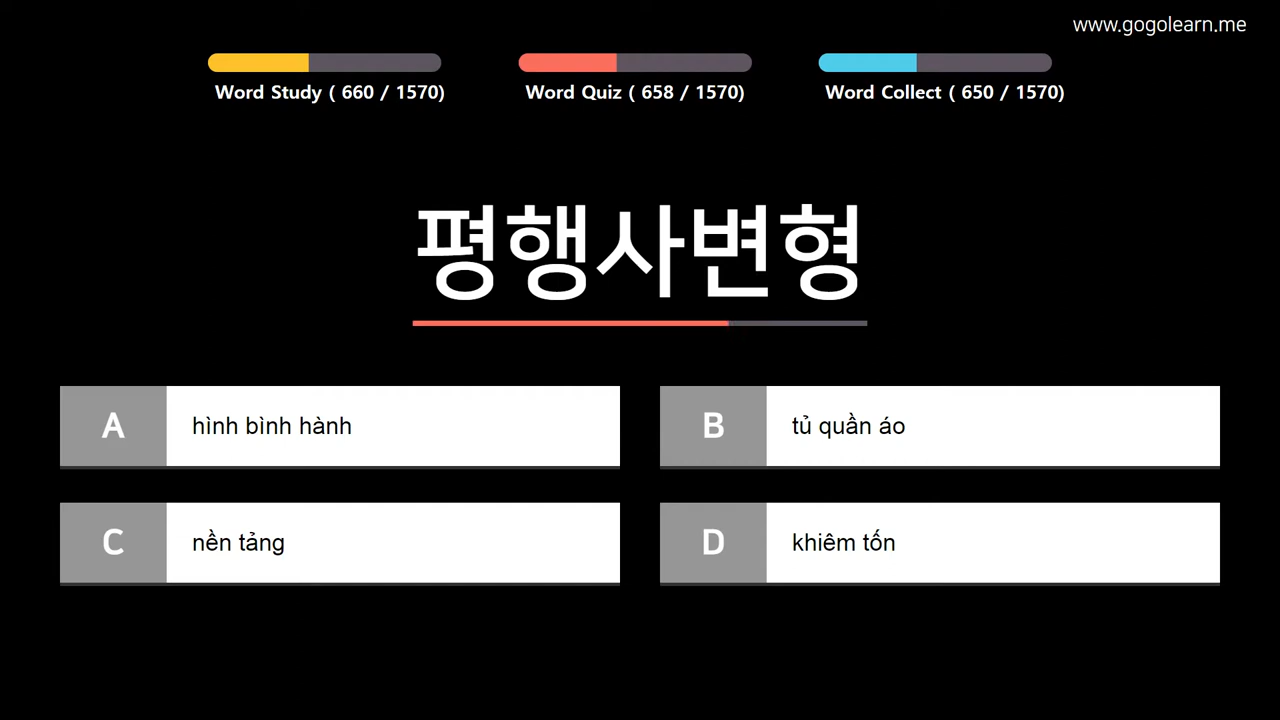 www.gogolearn.me
Word Study ( 660 / 1570)
Word Quiz ( 658 / 1570)
Word Collect ( 650 / 1570)
평행사변형
A
hình bình hành
B
tủ quần áo
C
nền tảng
D
khiêm tốn